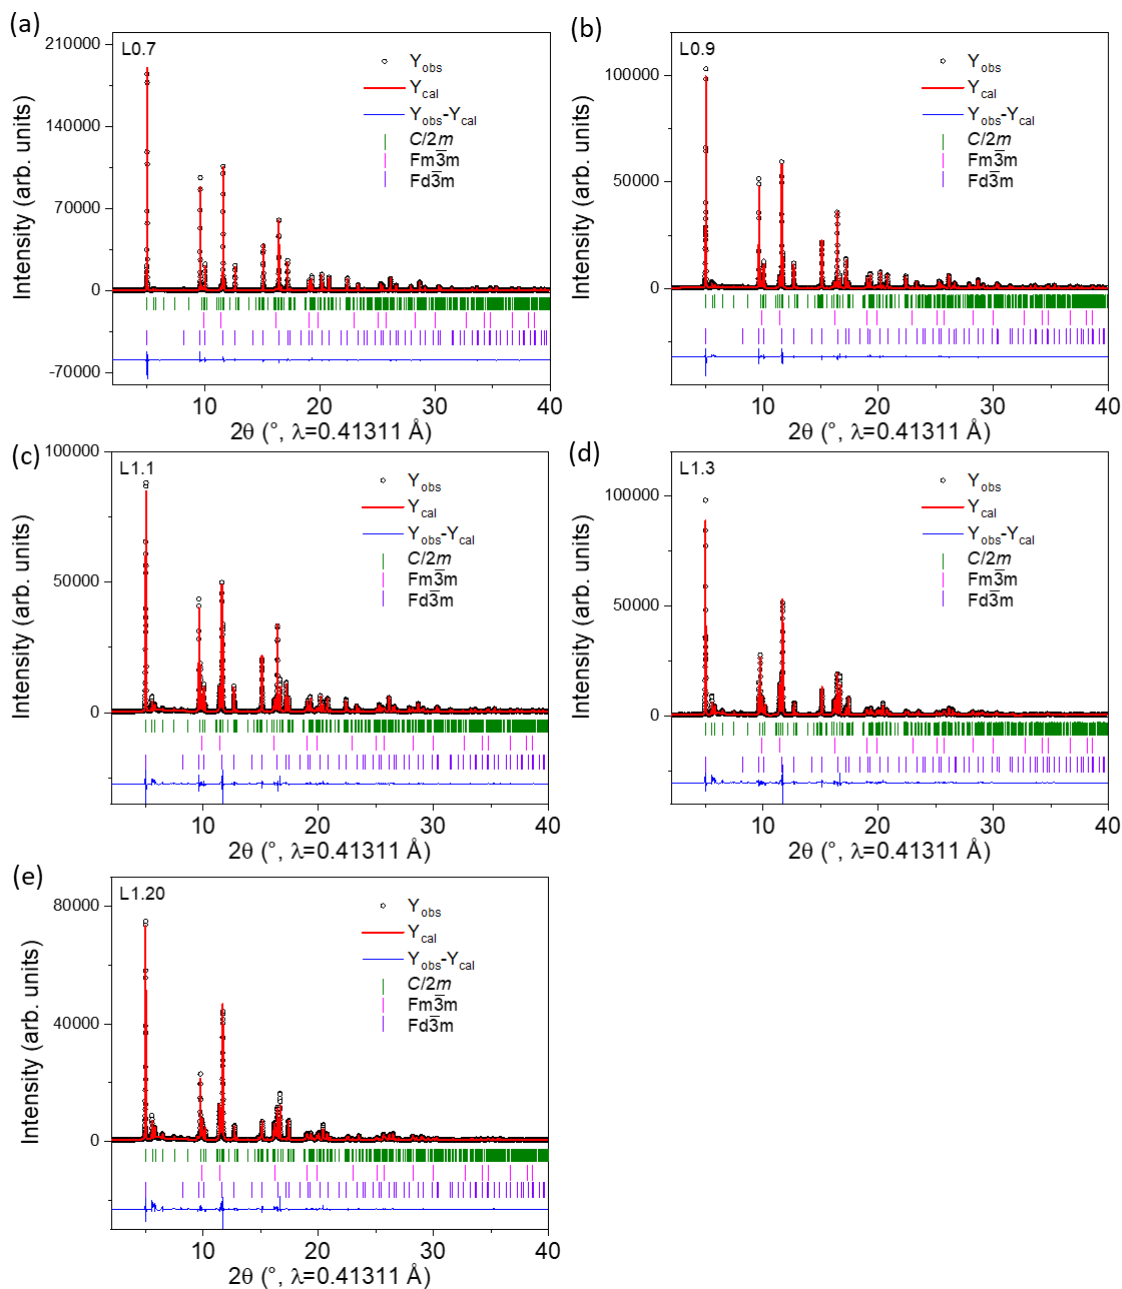 (a)
L0.7
210000
140000
70000
0
-70000
Intensity (arb. units)
Yobs
Ycal
Yobs-Ycal
C/2m
Fm3̅m
Fd3̅m
10 20 30 40
2θ (°, λ=0.41311 Å)
(b)
L0.9
100000
50000
0
Intensity (arb. units)
Yobs
Ycal
Yobs-Ycal
C/2m
Fm3̅m
Fd3̅m
10 20 30 40
2θ (°, λ=0.41311 Å)
(c)
L1.1
100000
50000
0
Intensity (arb. units)
Yobs
Ycal
Yobs-Ycal
C/2m
Fm3̅m
Fd3̅m
10 20 30 40
2θ (°, λ=0.41311 Å)
(d)
L1.3
100000
50000
0
Intensity (arb. units)
Yobs
Ycal
Yobs-Ycal
C/2m
Fm3̅m
Fd3̅m
10 20 30 40
2θ (°, λ=0.41311 Å)
(e)
L1.20
80000
40000
0
Intensity (arb. units)
Yobs
Ycal
Yobs-Ycal
C/2m
Fm3̅m
Fd3̅m
10 20 30 40
2θ (°, λ=0.41311 Å)